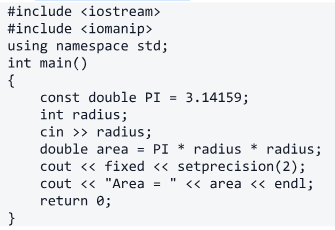 #include <iostream>
#include <iomanip>
using namespace std;
int main()
{
    const double PI = 3.14159;
    int radius;
    cin >> radius;
    double area = PI * radius * radius;
    cout << fixed << setprecision(2);
    cout << "Area = " << area << endl;
    return 0;
}